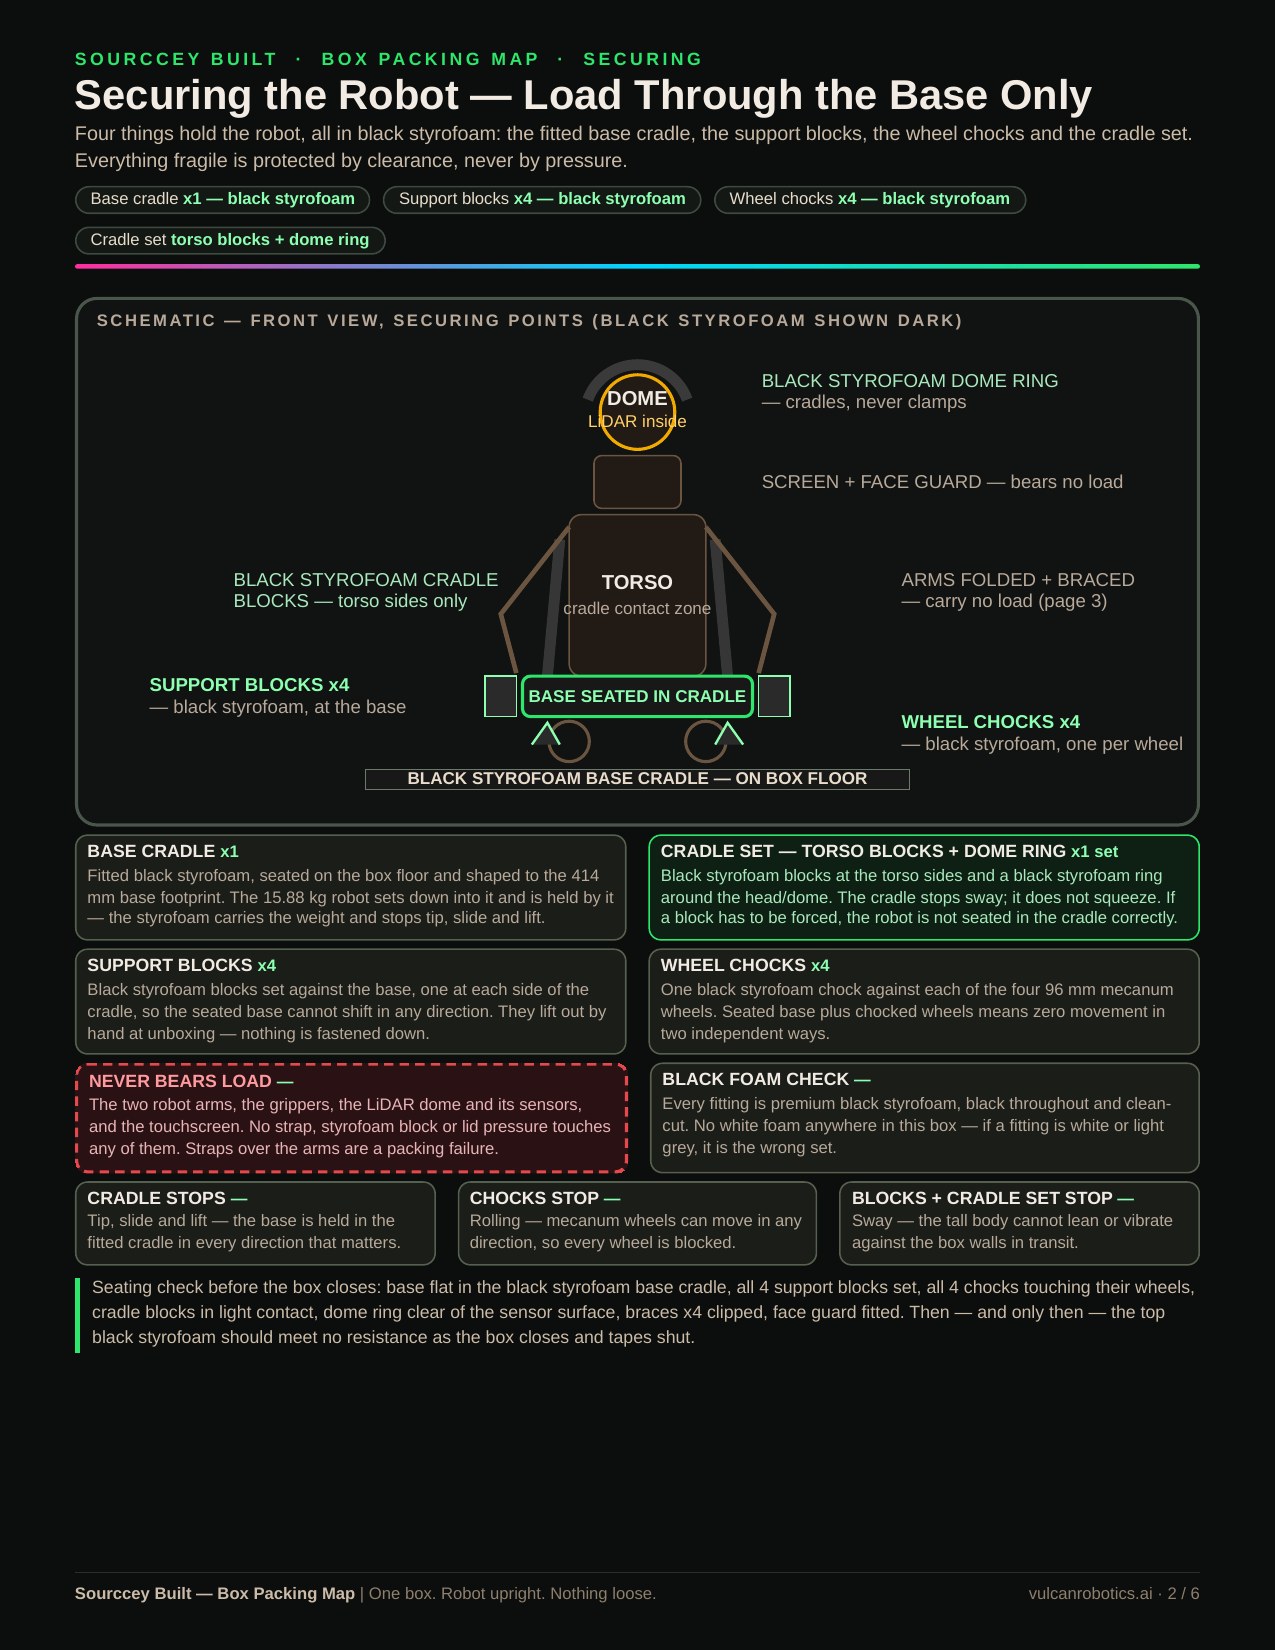 SOURCCEY BUILT · BOX PACKING MAP · SECURING
Securing the Robot — Load Through the Base Only
Four things hold the robot, all in black styrofoam: the fitted base cradle, the support blocks, the wheel chocks and the cradle set.
Everything fragile is protected by clearance, never by pressure.
Base cradle x1 — black styrofoam
Support blocks x4 — black styrofoam
Wheel chocks x4 — black styrofoam
Cradle set torso blocks + dome ring
SCHEMATIC — FRONT VIEW, SECURING POINTS (BLACK STYROFOAM SHOWN DARK)
DOME
LiDAR inside
BLACK STYROFOAM DOME RING
— cradles, never clamps
SCREEN + FACE GUARD — bears no load
BLACK STYROFOAM CRADLE
BLOCKS — torso sides only
TORSO
cradle contact zone
ARMS FOLDED + BRACED
— carry no load (page 3)
SUPPORT BLOCKS x4
— black styrofoam, at the base
BASE SEATED IN CRADLE
WHEEL CHOCKS x4
— black styrofoam, one per wheel
BLACK STYROFOAM BASE CRADLE — ON BOX FLOOR
BASE CRADLE x1
Fitted black styrofoam, seated on the box floor and shaped to the 414
mm base footprint. The 15.88 kg robot sets down into it and is held by it
— the styrofoam carries the weight and stops tip, slide and lift.
CRADLE SET — TORSO BLOCKS + DOME RING x1 set
Black styrofoam blocks at the torso sides and a black styrofoam ring
around the head/dome. The cradle stops sway; it does not squeeze. If
a block has to be forced, the robot is not seated in the cradle correctly.
SUPPORT BLOCKS x4
Black styrofoam blocks set against the base, one at each side of the
cradle, so the seated base cannot shift in any direction. They lift out by
hand at unboxing — nothing is fastened down.
WHEEL CHOCKS x4
One black styrofoam chock against each of the four 96 mm mecanum
wheels. Seated base plus chocked wheels means zero movement in
two independent ways.
NEVER BEARS LOAD —
The two robot arms, the grippers, the LiDAR dome and its sensors,
and the touchscreen. No strap, styrofoam block or lid pressure touches
any of them. Straps over the arms are a packing failure.
BLACK FOAM CHECK —
Every fitting is premium black styrofoam, black throughout and clean-
cut. No white foam anywhere in this box — if a fitting is white or light
grey, it is the wrong set.
CRADLE STOPS —
Tip, slide and lift — the base is held in the
fitted cradle in every direction that matters.
CHOCKS STOP —
Rolling — mecanum wheels can move in any
direction, so every wheel is blocked.
BLOCKS + CRADLE SET STOP —
Sway — the tall body cannot lean or vibrate
against the box walls in transit.
Seating check before the box closes: base flat in the black styrofoam base cradle, all 4 support blocks set, all 4 chocks touching their wheels,
cradle blocks in light contact, dome ring clear of the sensor surface, braces x4 clipped, face guard fitted. Then — and only then — the top
black styrofoam should meet no resistance as the box closes and tapes shut.
Sourccey Built — Box Packing Map | One box. Robot upright. Nothing loose.
vulcanrobotics.ai · 2 / 6